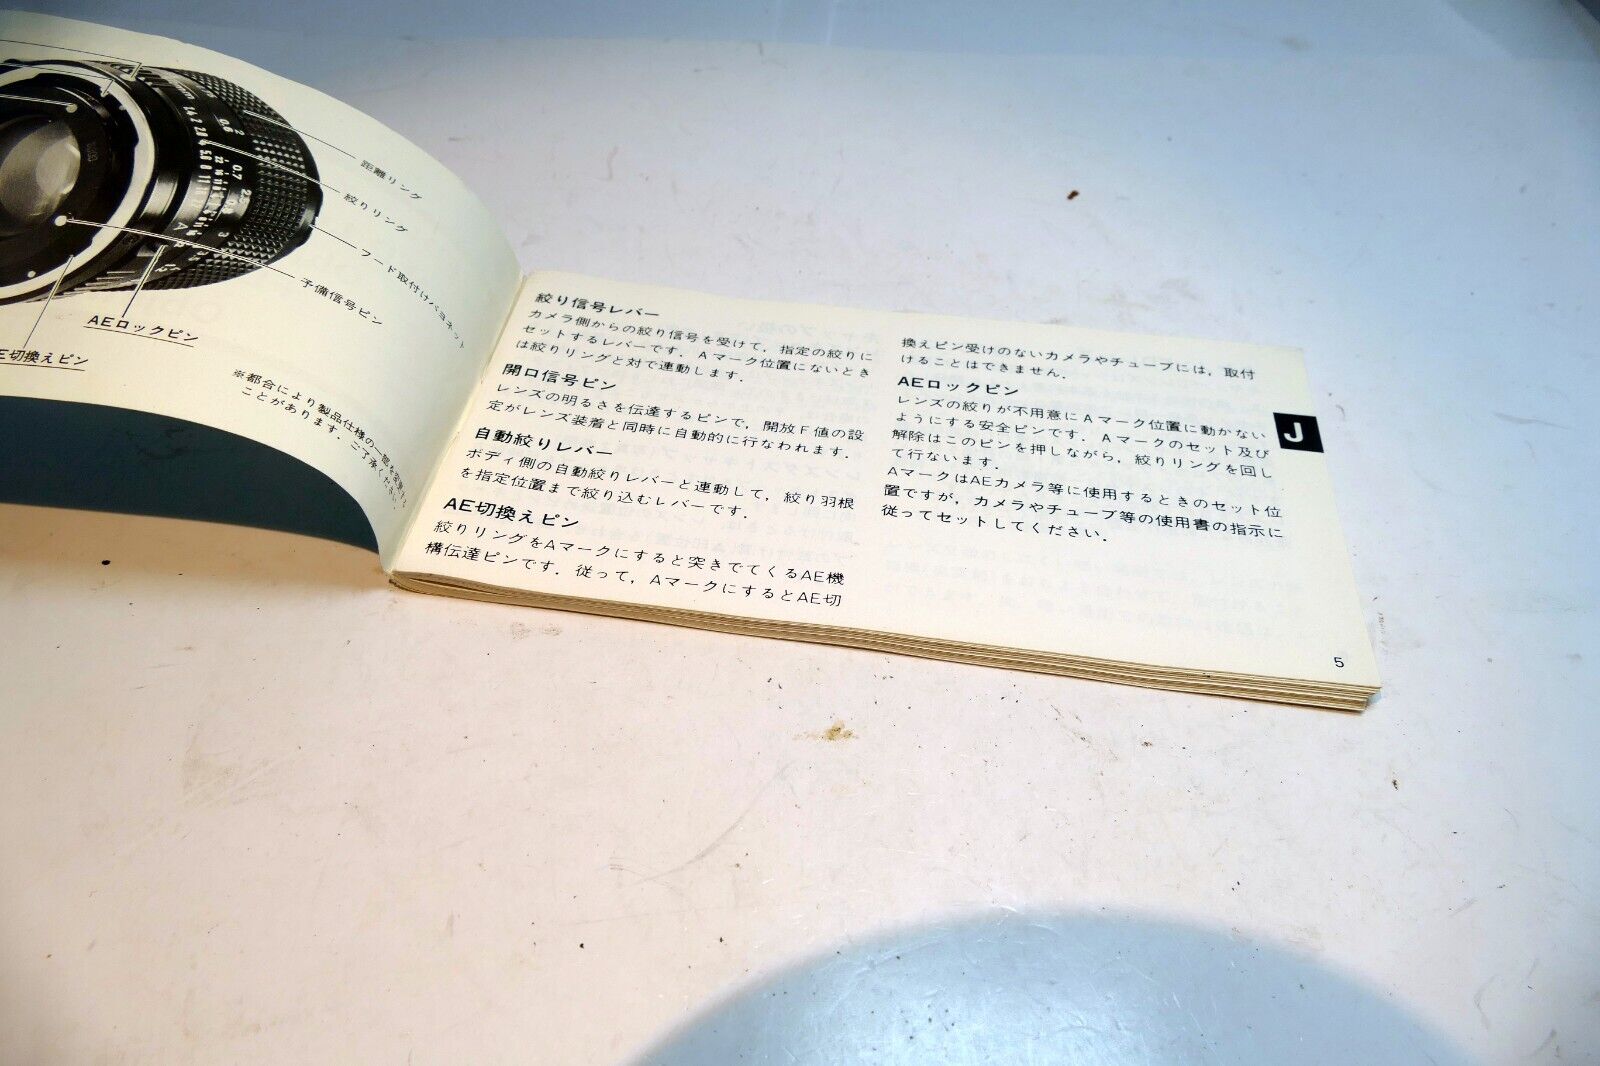 距離リング
絞りリング
フード取付けバヨネット
予備信号ピン
AEロックピン
E切換えピン
※都合により製品仕様の一部を変更する
ことがあります．ご了承ください．
絞り信号レバー
カメラ側からの絞り信号を受けて，指定の絞りに
セットするレバーです．Aマーク位置にないとき
は絞りリングと対で連動します．
開口信号ピン
レンズの明るさを伝達するピンで，開放F値の設
定がレンズ装着と同時に自動的に行なわれます．
自動絞りレバー
ボディ側の自動絞りレバーと連動して，絞り羽根
を指定位置まで絞り込むレバーです．
AE切換えピン
絞りリングをAマークにすると突きでてくるAE機
構伝達ピンです．従って，AマークにするとAE切
換えピン受けのないカメラやチューブには，取付
けることはできません．
AEロックピン
レンズの絞りが不用意にAマーク位置に動かない
ようにする安全ピンです．Aマークのセット及び
解除はこのピンを押しながら，絞りリングを回し
て行ないます．
AマークはAEカメラ等に使用するときのセット位
置ですが，カメラやチューブ等の使用書の指示に
従ってセットしてください．
J
5